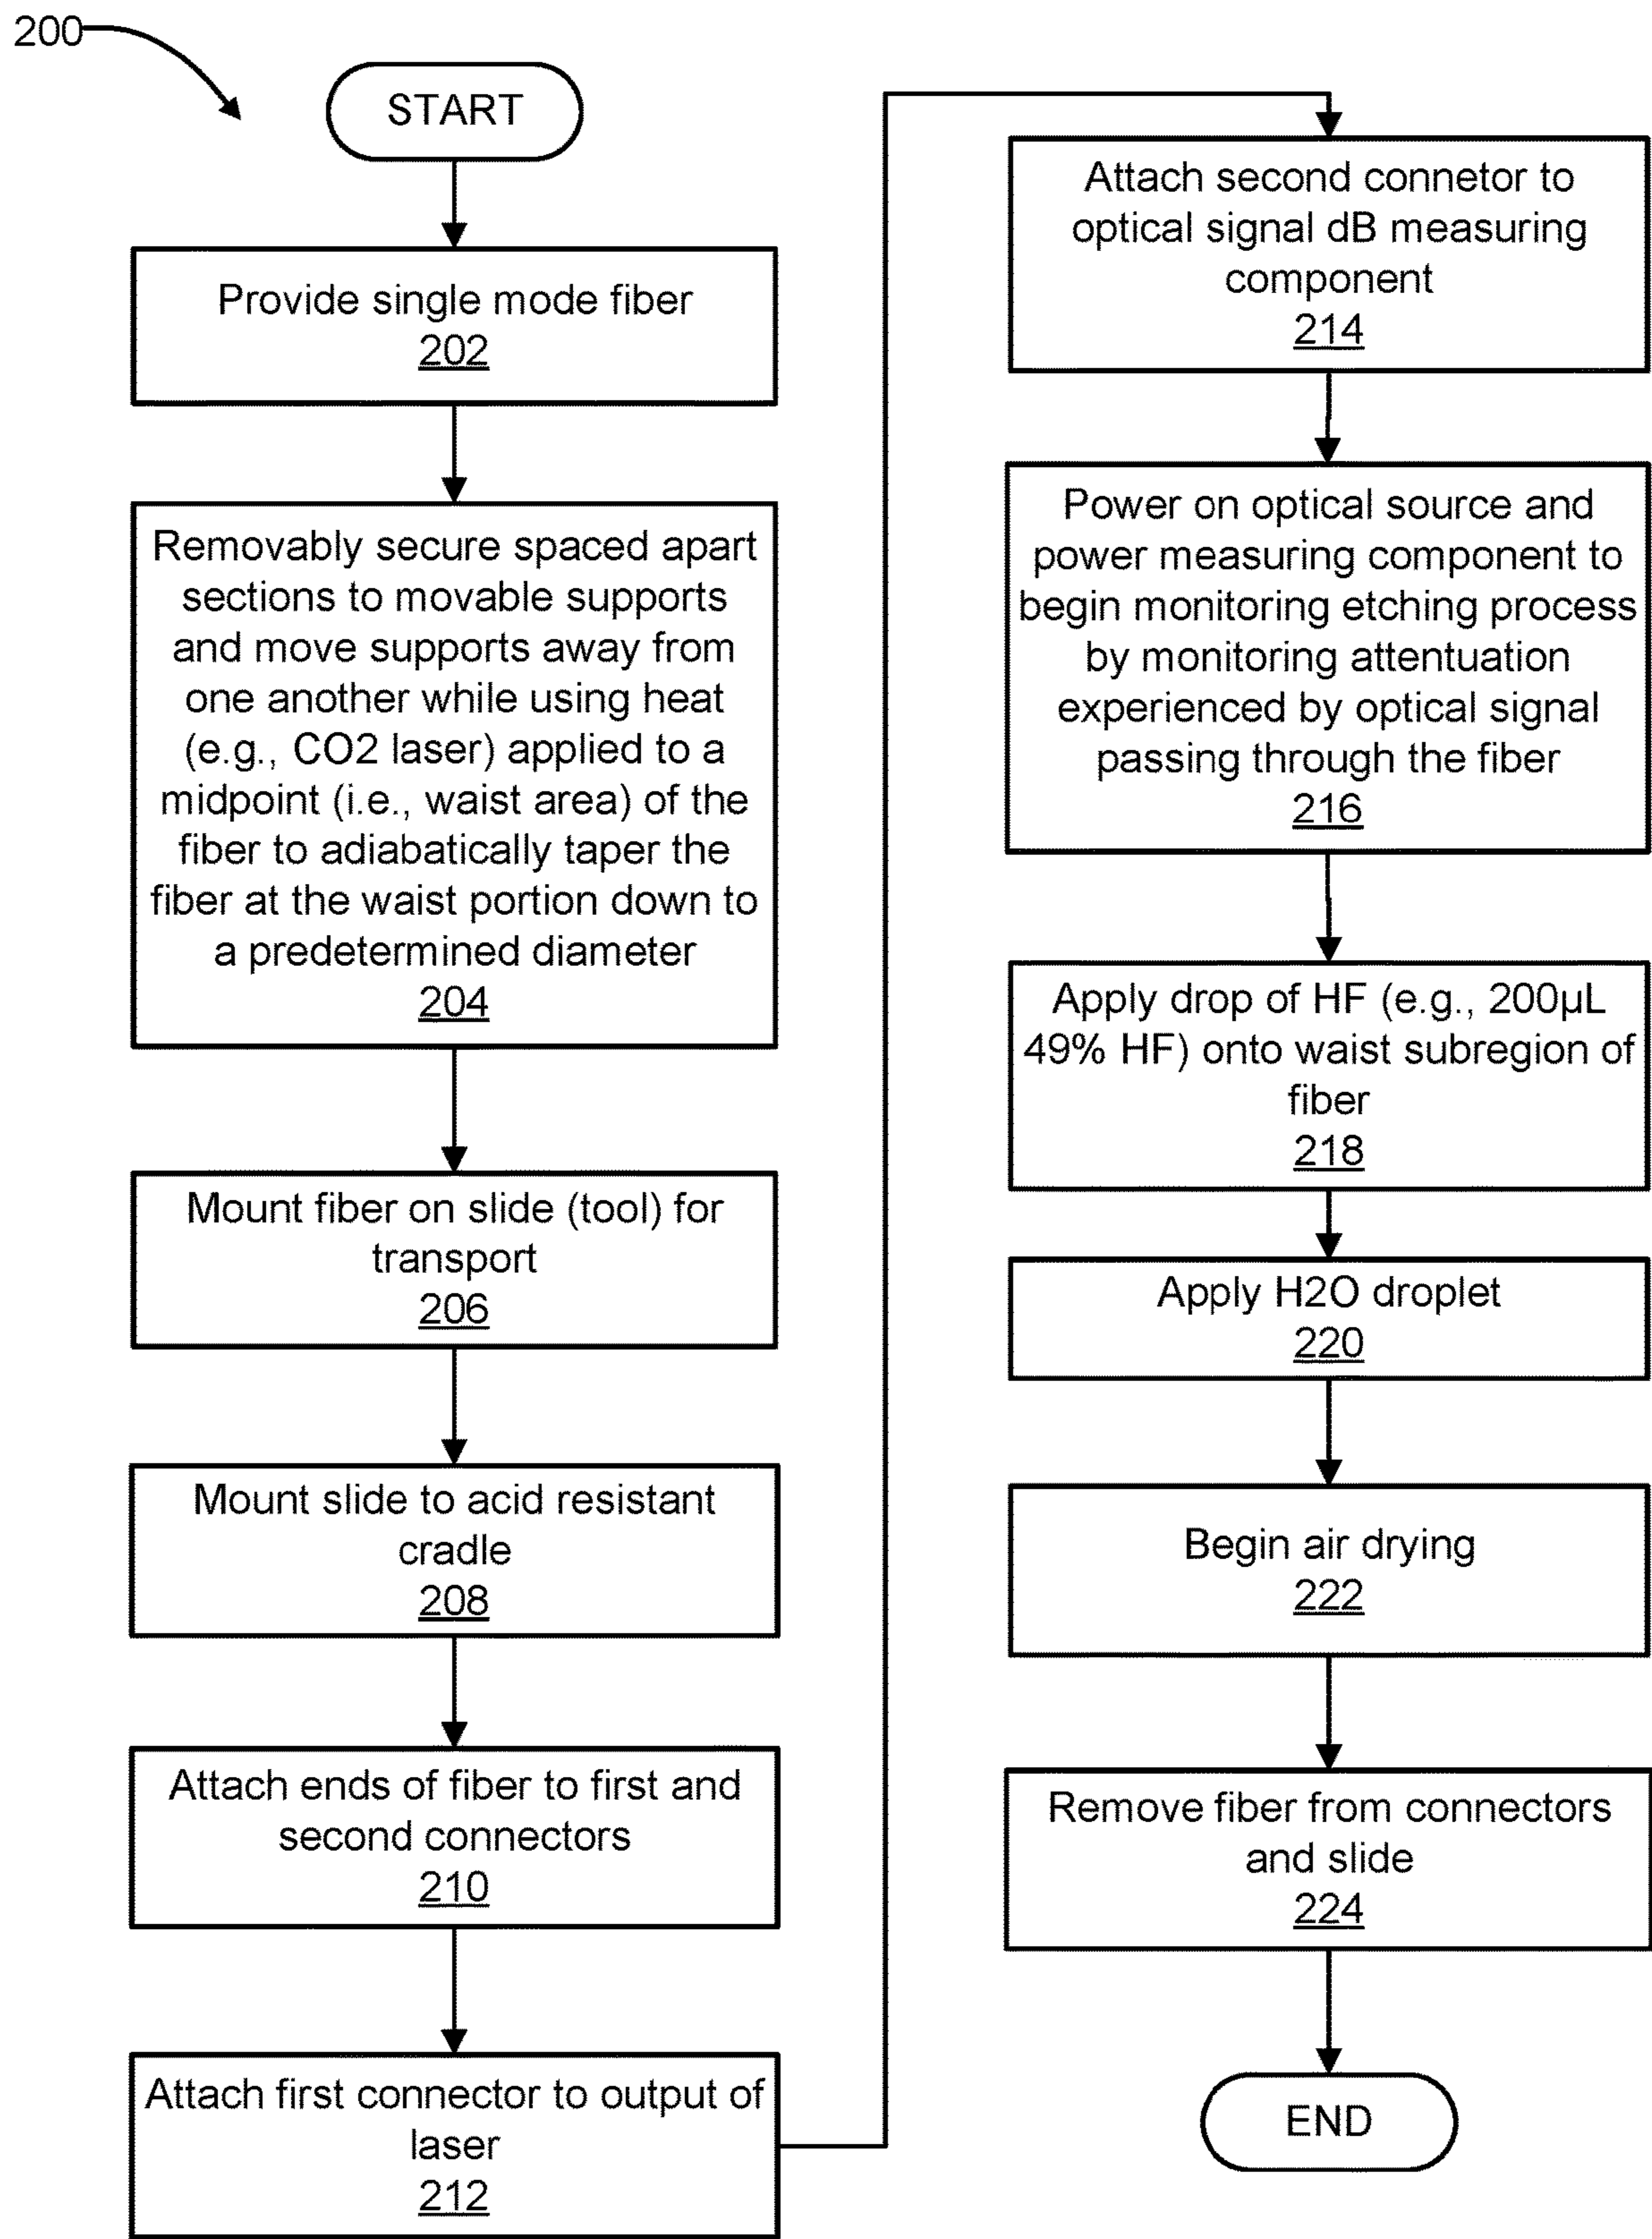 200
START
Provide single mode fiber
202
Removably secure spaced apart
sections to movable supports
and move supports away from
one another while using heat
(e.g., CO2 laser) applied to a
midpoint (i.e., waist area) of the
fiber to adiabatically taper the
fiber at the waist portion down to
a predetermined diameter
204
Mount fiber on slide (tool) for
transport
206
Mount slide to acid resistant
cradle
208
Attach ends of fiber to first and
second connectors
210
Attach first connector to output of
laser
212
Attach second connetor to
optical signal dB measuring
component
214
Power on optical source and
power measuring component to
begin monitoring etching process
by monitoring attentuation
experienced by optical signal
passing through the fiber
216
Apply drop of HF (e.g., 200µL
49% HF) onto waist subregion of
fiber
218
Apply H2O droplet
220
Begin air drying
222
Remove fiber from connectors
and slide
224
END